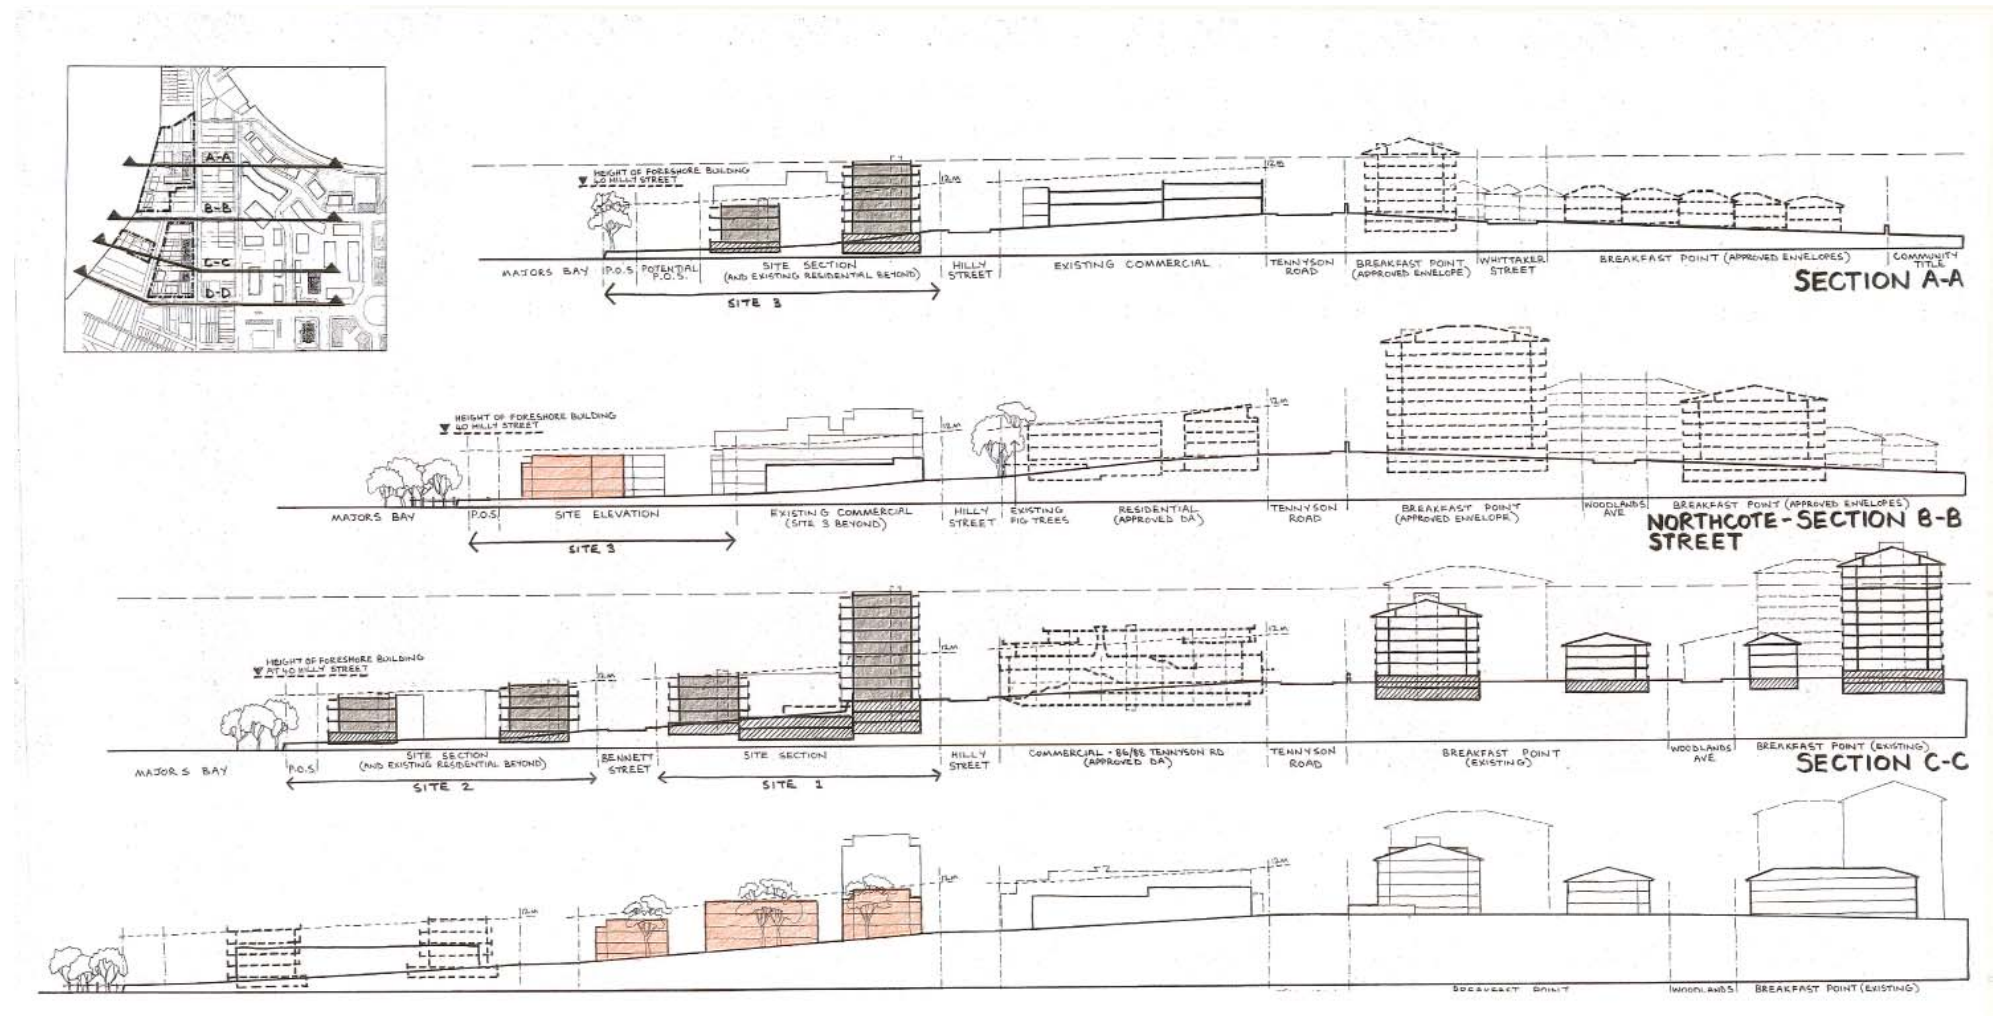 A-A
B-B
C-C
D-D
HEIGHT OF FORESHORE BUILDING
40 HILLY STREET
12M
12M
MAJORS BAY
P.O.S
POTENTIAL
P.O.S.
SITE SECTION
(AND EXISTING RESIDENTIAL BEYOND)
HILLY
STREET
EXISTING COMMERCIAL
TENNYSON
ROAD
BREAKFAST POINT
(APPROVED ENVELOPE)
WHITTAKER
STREET
BREAKFAST POINT (APPROVED ENVELOPES)
COMMUNITY
TITLE
SITE 3
SECTION A-A
HEIGHT OF FORESHORE BUILDING
40 HILLY STREET
12M
12M
MAJORS BAY
P.O.S
SITE ELEVATION
EXISTING COMMERCIAL
(SITE 3 BEYOND)
HILLY
STREET
EXISTING
FIG TREES
RESIDENTIAL
(APPROVED DA)
TENNYSON
ROAD
BREAKFAST POINT
(APPROVED ENVELOPE)
WOODLANDS
AVE
BREAKFAST POINT (APPROVED ENVELOPES)
SITE 3
NORTHCOTE - SECTION B-B
STREET
HEIGHT OF FORESHORE BUILDING
AT 40 HILLY STREET
12M
12M
12M
MAJORS BAY
P.O.S
SITE SECTION
(AND EXISTING RESIDENTIAL BEYOND)
BENNETT
STREET
SITE SECTION
HILLY
STREET
COMMERCIAL - 86/88 TENNYSON RD
(APPROVED DA)
TENNYSON
ROAD
BREAKFAST POINT
(EXISTING)
WOODLANDS
AVE
BREAKFAST POINT (EXISTING)
SITE 2
SITE 1
SECTION C-C
12M
12M
12M
WOODLANDS
BREAKFAST POINT (EXISTING)